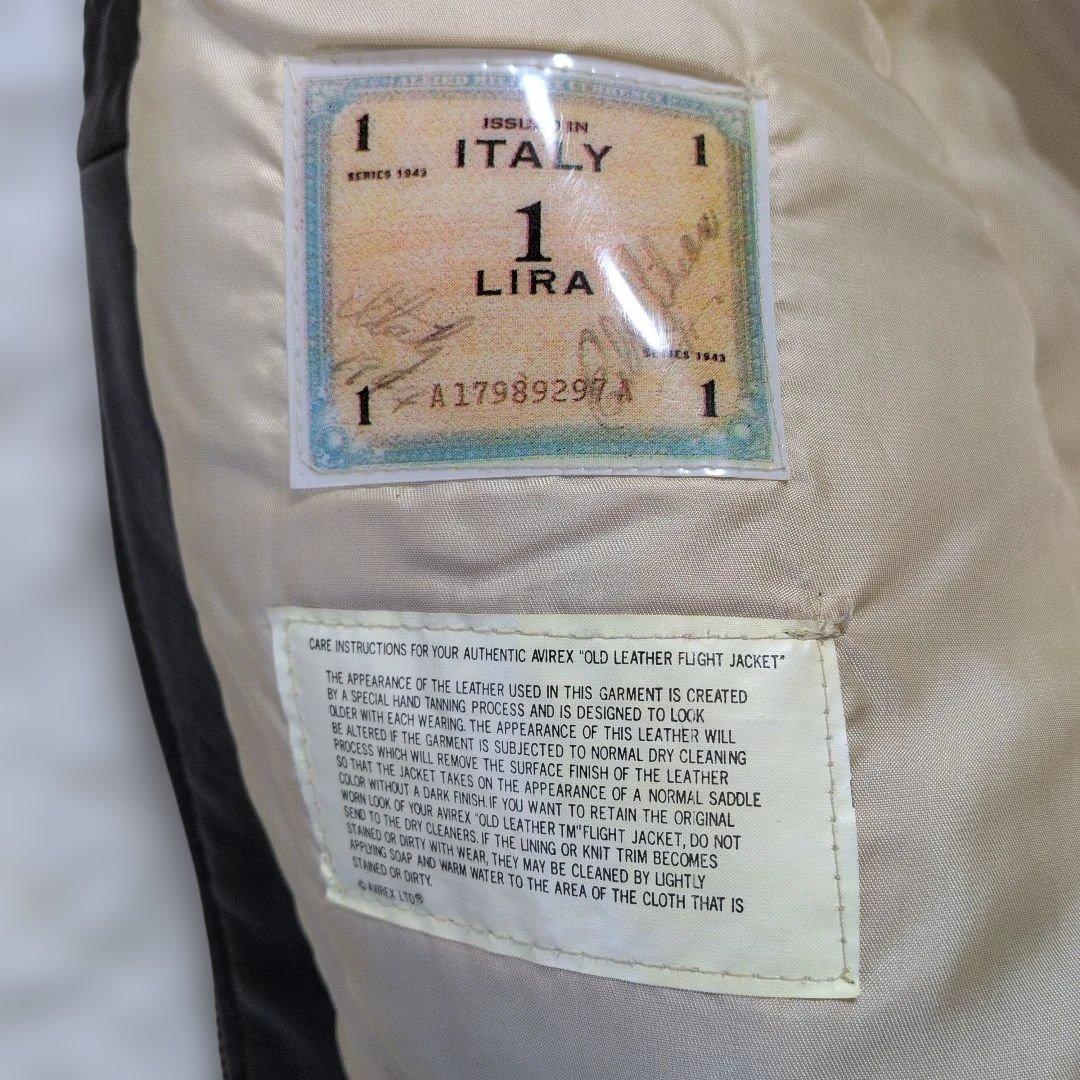 1
ISSUED IN
1
ITALY
SERIES 1943
1
LIRA
SERIES 1943
1
A17989297A
1
CARE INSTRUCTIONS FOR YOUR AUTHENTIC AVIREX "OLD LEATHER FLIGHT JACKET"
THE APPEARANCE OF THE LEATHER USED IN THIS GARMENT IS CREATED
BY A SPECIAL HAND TANNING PROCESS AND IS DESIGNED TO LOOK
OLDER WITH EACH WEARING. THE APPEARANCE OF THIS LEATHER WILL
BE ALTERED IF THE GARMENT IS SUBJECTED TO NORMAL DRY CLEANING
PROCESS WHICH WILL REMOVE THE SURFACE FINISH OF THE LEATHER
SO THAT THE JACKET TAKES ON THE APPEARANCE OF A NORMAL SADDLE
COLOR WITHOUT A DARK FINISH. IF YOU WANT TO RETAIN THE ORIGINAL
WORN LOOK OF YOUR AVIREX "OLD LEATHER TM" FLIGHT JACKET, DO NOT
SEND TO THE DRY CLEANERS. IF THE LINING OR KNIT TRIM BECOMES
STAINED OR DIRTY WITH WEAR, THEY MAY BE CLEANED BY LIGHTLY
APPLYING SOAP AND WARM WATER TO THE AREA OF THE CLOTH THAT IS
STAINED OR DIRTY.
© AVIREX LTD®